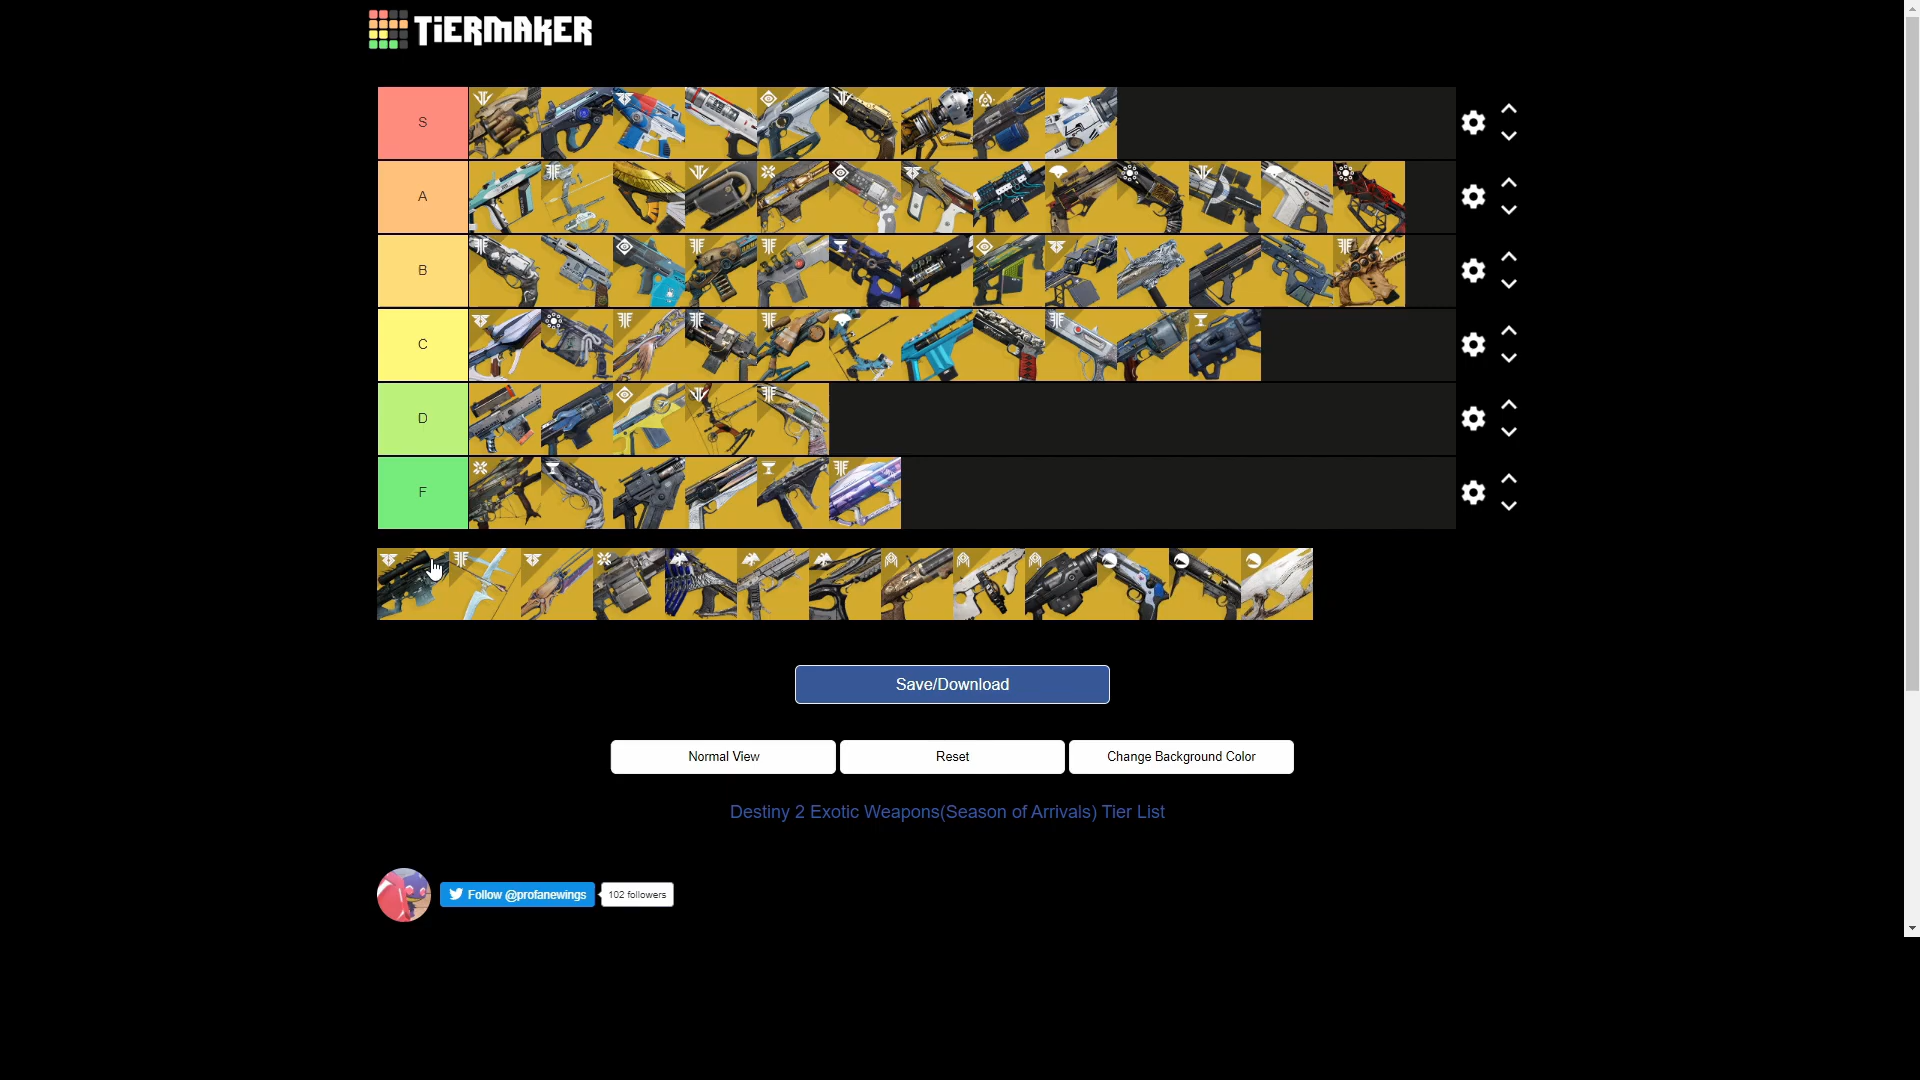 TiERMAKER
S
A
B
C
D
F
Save/Download
Normal View
Reset
Change Background Color
Destiny 2 Exotic Weapons(Season of Arrivals) Tier List
Follow @profanewings
102 followers